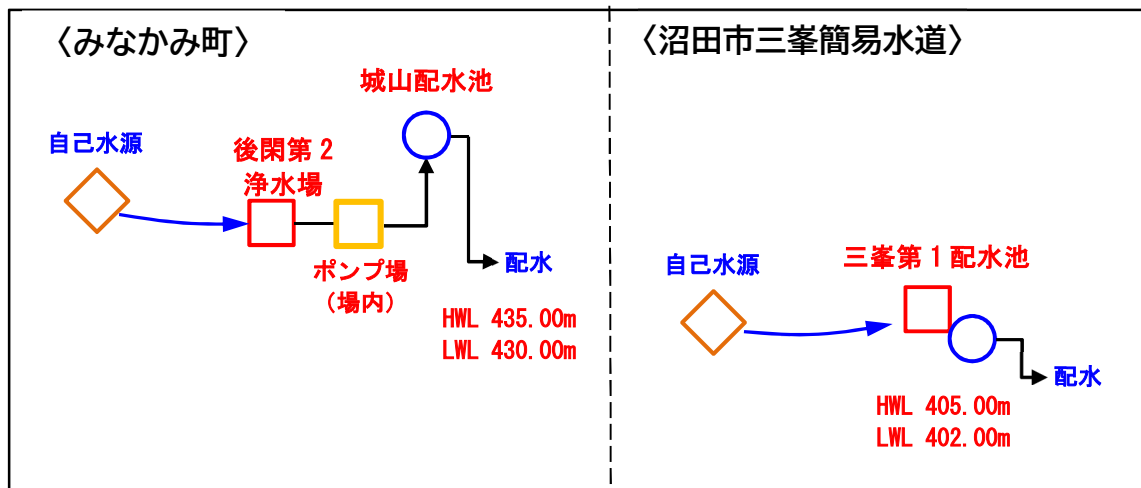 〈みなかみ町〉
城山配水池
自己水源
後閑第２
浄水場
ポンプ場
（場内）
配水
HWL 435.00m
LWL 430.00m
〈沼田市三峯簡易水道〉
自己水源
三峯第１配水池
配水
HWL 405.00m
LWL 402.00m